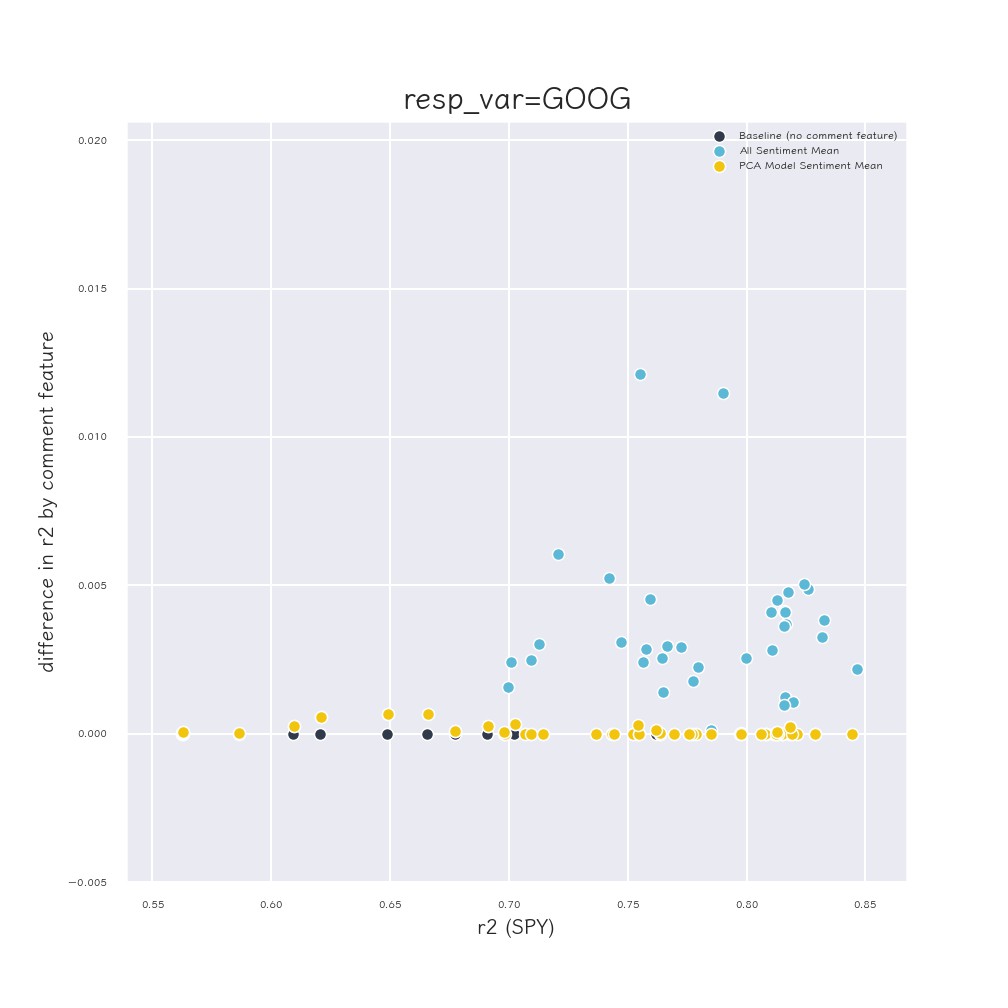 resp_var=GOOG
Baseline (no comment feature)
All Sentiment Mean
PCA Model Sentiment Mean
difference in r2 by comment feature
0.020
0.015
0.010
0.005
0.000
−0.005
0.55 0.60 0.65 0.70 0.75 0.80 0.85
r2 (SPY)